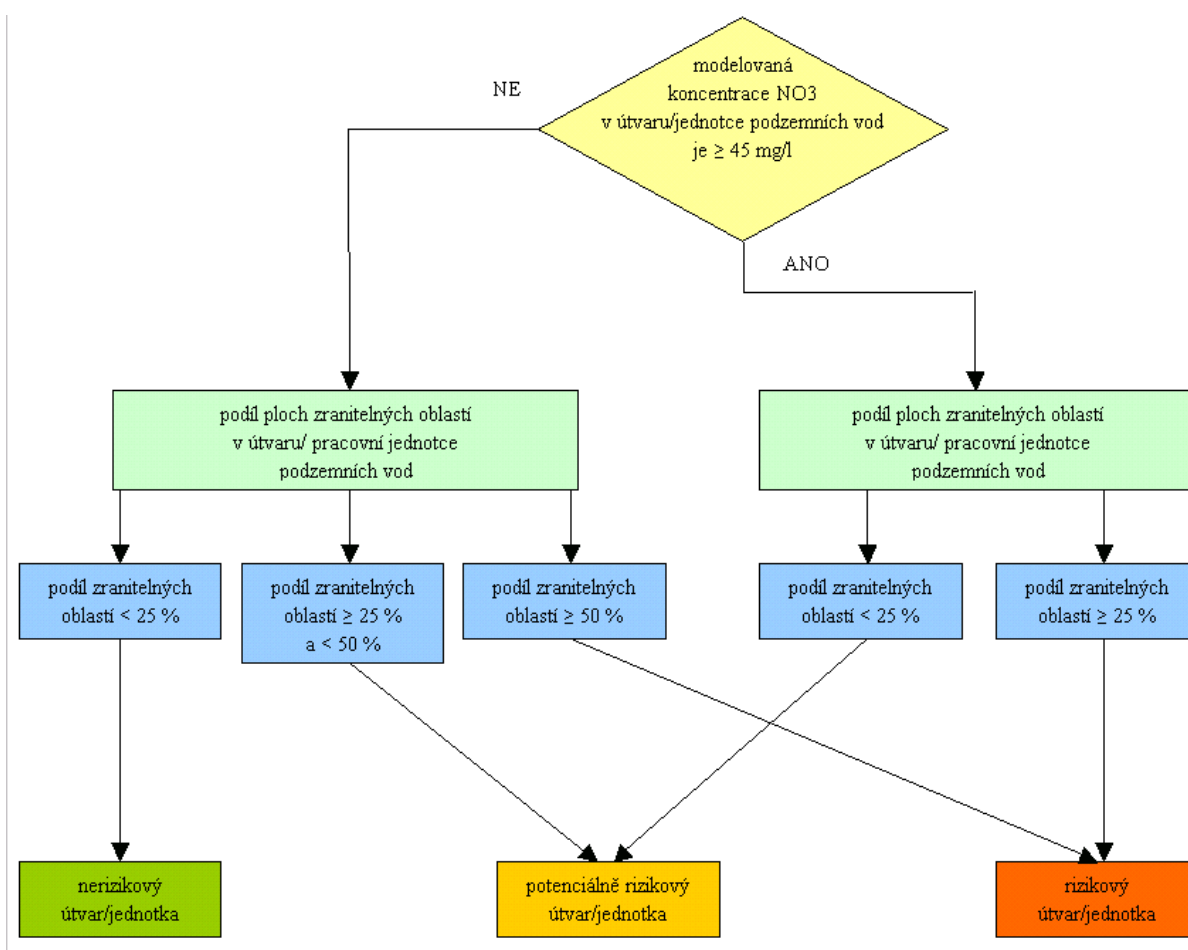 modelovaná
koncentrace NO3
v útvaru/jednotce podzemních vod
je ≥ 45 mg/l
NE
ANO
podíl ploch zranitelných oblastí
v útvaru/ pracovní jednotce
podzemních vod
podíl ploch zranitelných oblastí
v útvaru/ pracovní jednotce
podzemních vod
podíl zranitelných
oblastí < 25 %
podíl zranitelných
oblastí ≥ 25 %
a < 50 %
podíl zranitelných
oblastí ≥ 50 %
podíl zranitelných
oblastí < 25 %
podíl zranitelných
oblastí ≥ 25 %
nerizikový
útvar/jednotka
potenciálně rizikový
útvar/jednotka
rizikový
útvar/jednotka